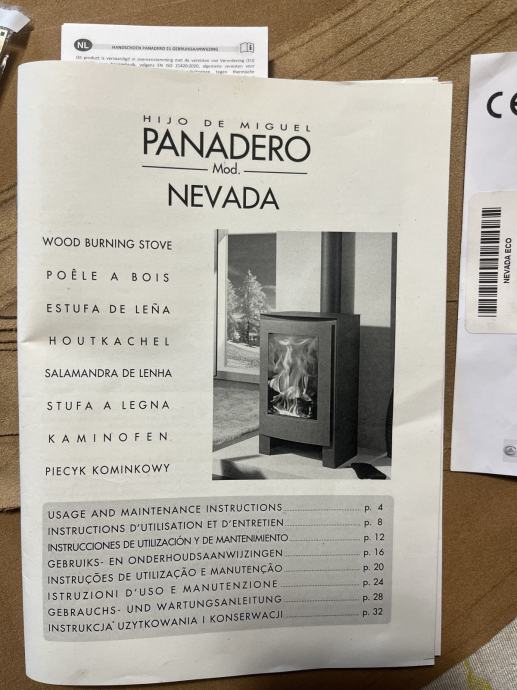 NL HANDSCHOEN PANADERO ES GEBRUIKSAANWIJZING
HIJO DE MIGUEL
PANADERO
Mod.
NEVADA
WOOD BURNING STOVE
POÊLE A BOIS
ESTUFA DE LEÑA
HOUTKACHEL
SALAMANDRA DE LENHA
STUFA A LEGNA
KAMINOFEN
PIECYK KOMINKOWY
USAGE AND MAINTENANCE INSTRUCTIONS p. 4
INSTRUCTIONS D'UTILISATION ET D'ENTRETIEN p. 8
INSTRUCCIONES DE UTILIZACIÓN Y DE MANTENIMIENTO p. 12
GEBRUIKS- EN ONDERHOUDSAANWIJZINGEN p. 16
INSTRUÇÕES DE UTILIZAÇÃO E MANUTENÇÃO p. 20
ISTRUZIONI D'USO E MANUTENZIONE p. 24
GEBRAUCHS- UND WARTUNGSANLEITUNG p. 28
INSTRUKCJA UZYTKOWANIA I KONSERWACJI p. 32
CE
NEVADA ECO